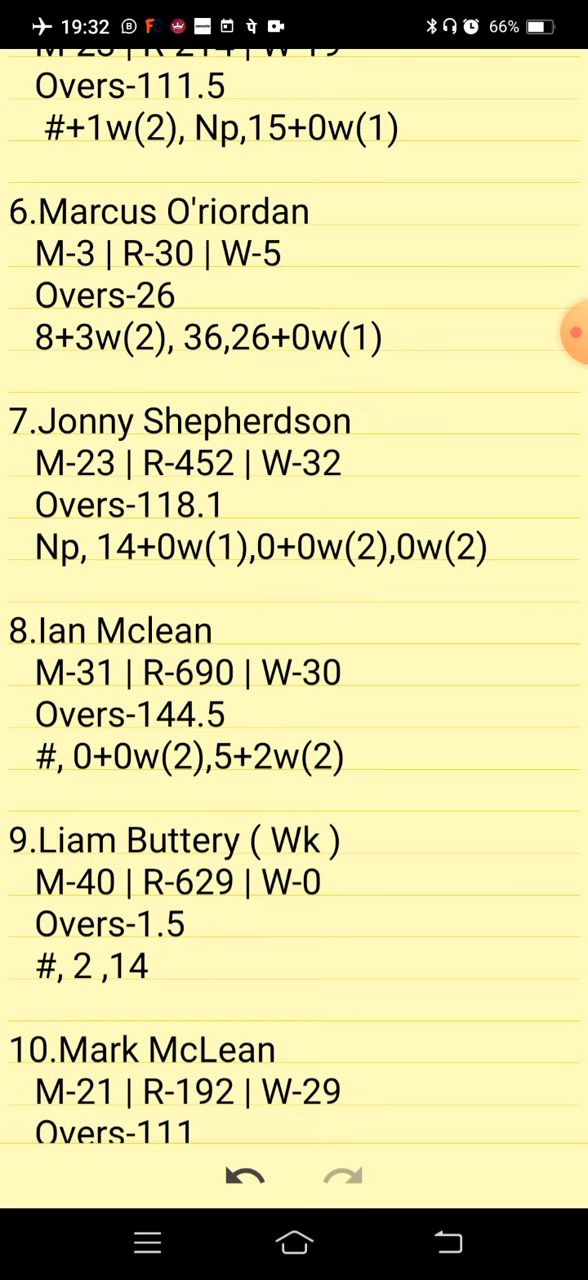 19:32 66%
Overs-111.5
#+1w(2), Np,15+0w(1)
6.Marcus O'riordan
M-3 | R-30 | W-5
Overs-26
8+3w(2), 36,26+0w(1)
7.Jonny Shepherdson
M-23 | R-452 | W-32
Overs-118.1
Np, 14+0w(1),0+0w(2),0w(2)
8.Ian Mclean
M-31 | R-690 | W-30
Overs-144.5
#, 0+0w(2),5+2w(2)
9.Liam Buttery ( Wk )
M-40 | R-629 | W-0
Overs-1.5
#, 2 ,14
10.Mark McLean
M-21 | R-192 | W-29
Overs-111